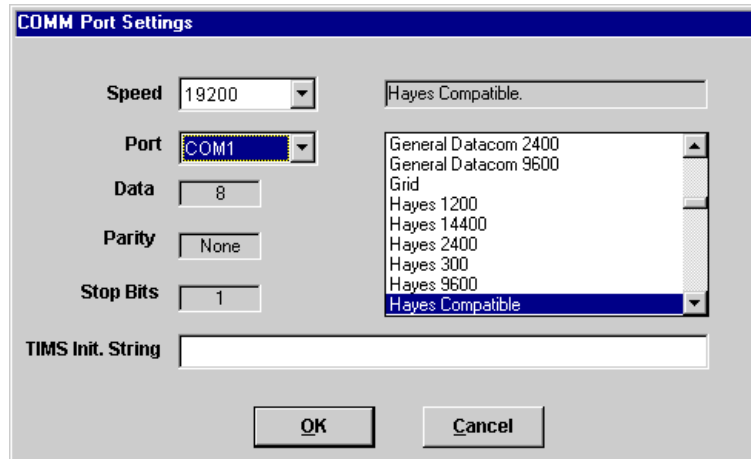 COMM Port Settings
Speed 19200
Hayes Compatible.
Port COM1
Data 8
Parity None
Stop Bits 1
General Datacom 2400
General Datacom 9600
Grid
Hayes 1200
Hayes 14400
Hayes 2400
Hayes 300
Hayes 9600
Hayes Compatible
TIMS Init. String
OK Cancel